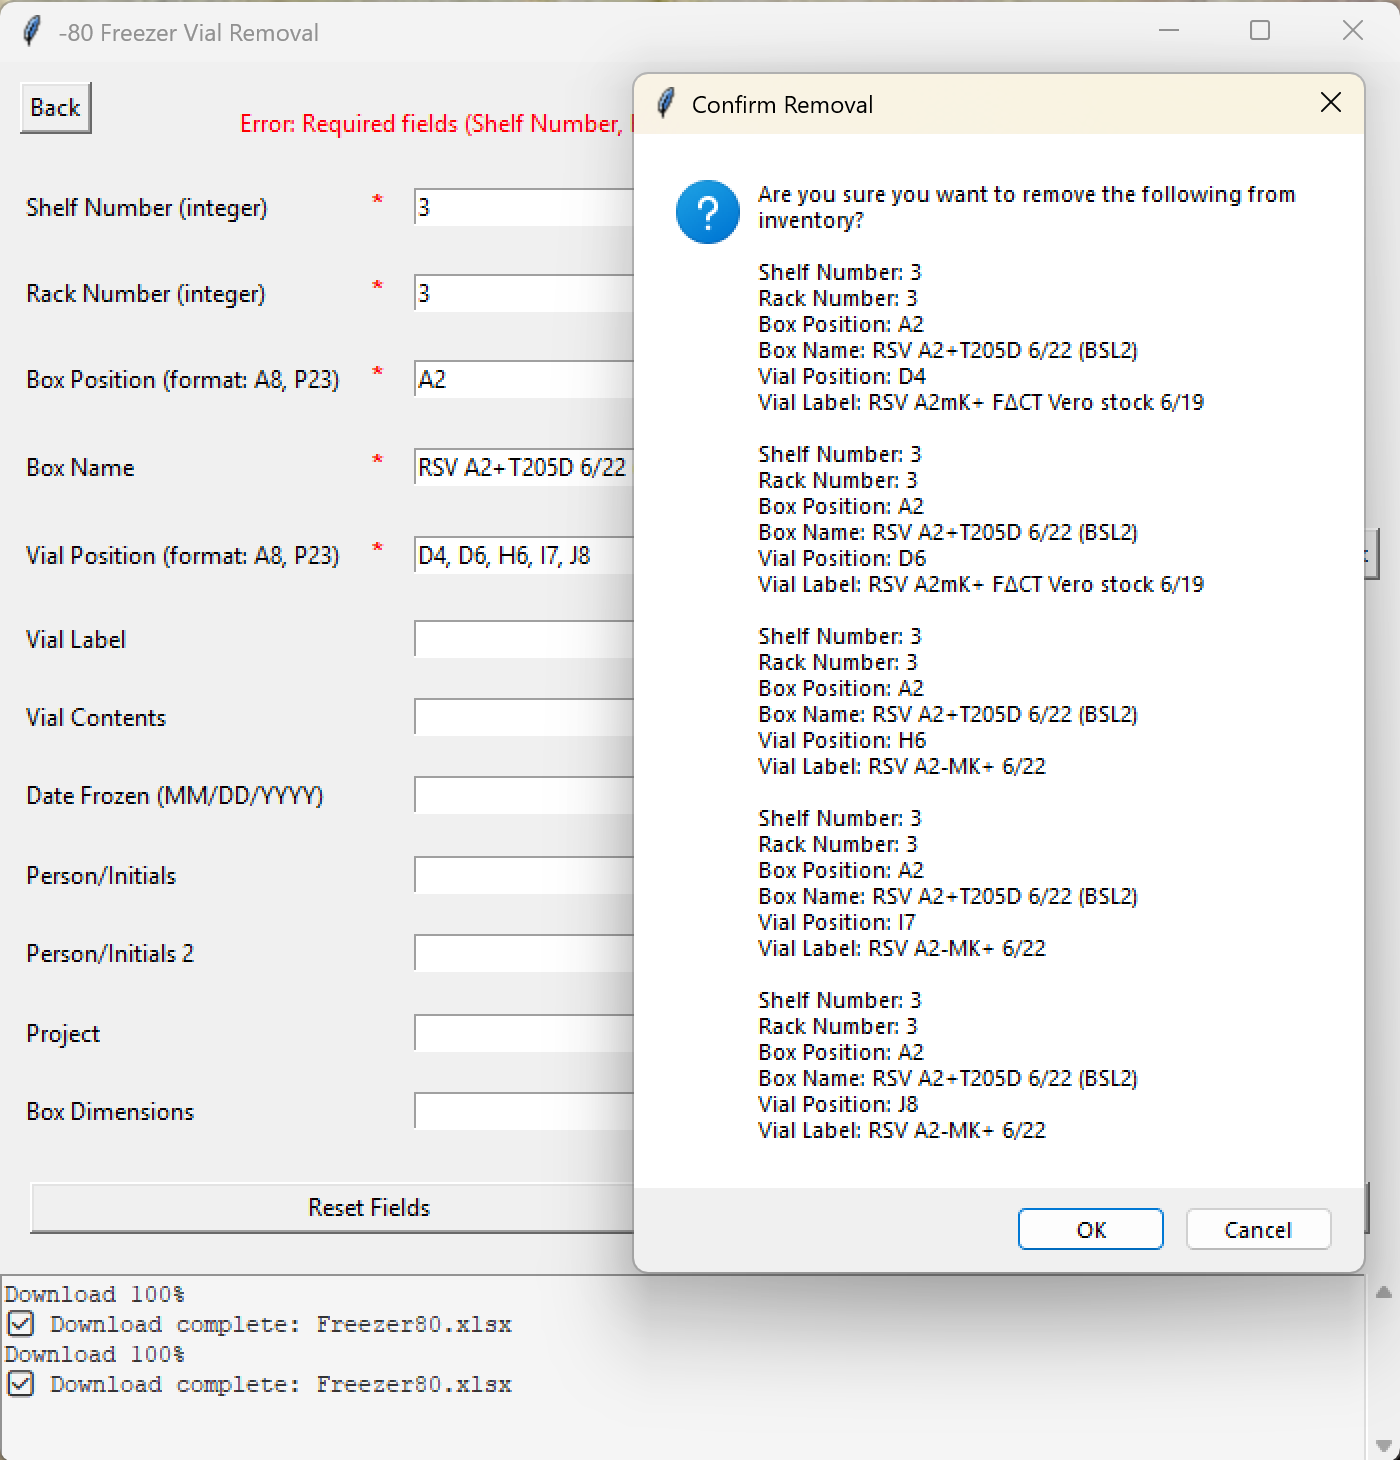 -80 Freezer Vial Removal
Back
Error: Required fields (Shelf Number,
Shelf Number (integer) * 3
Rack Number (integer) * 3
Box Position (format: A8, P23) * A2
Box Name * RSV A2+T205D 6/22
Vial Position (format: A8, P23) * D4, D6, H6, I7, J8
Vial Label
Vial Contents
Date Frozen (MM/DD/YYYY)
Person/Initials
Person/Initials 2
Project
Box Dimensions
Reset Fields
Confirm Removal
Are you sure you want to remove the following from
inventory?
Shelf Number: 3
Rack Number: 3
Box Position: A2
Box Name: RSV A2+T205D 6/22 (BSL2)
Vial Position: D4
Vial Label: RSV A2mK+ F∆CT Vero stock 6/19
Shelf Number: 3
Rack Number: 3
Box Position: A2
Box Name: RSV A2+T205D 6/22 (BSL2)
Vial Position: D6
Vial Label: RSV A2mK+ F∆CT Vero stock 6/19
Shelf Number: 3
Rack Number: 3
Box Position: A2
Box Name: RSV A2+T205D 6/22 (BSL2)
Vial Position: H6
Vial Label: RSV A2-MK+ 6/22
Shelf Number: 3
Rack Number: 3
Box Position: A2
Box Name: RSV A2+T205D 6/22 (BSL2)
Vial Position: I7
Vial Label: RSV A2-MK+ 6/22
Shelf Number: 3
Rack Number: 3
Box Position: A2
Box Name: RSV A2+T205D 6/22 (BSL2)
Vial Position: J8
Vial Label: RSV A2-MK+ 6/22
OK
Cancel
Download 100%
Download complete: Freezer80.xlsx
Download 100%
Download complete: Freezer80.xlsx